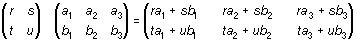 ( r s ) ( a₁ a₂ a₃ ) = ( ra₁ + sb₁ ra₂ + sb₂ ra₃ + sb₃ )
( t u ) ( b₁ b₂ b₃ ) ( ta₁ + ub₁ ta₂ + ub₂ ta₃ + ub₃ )